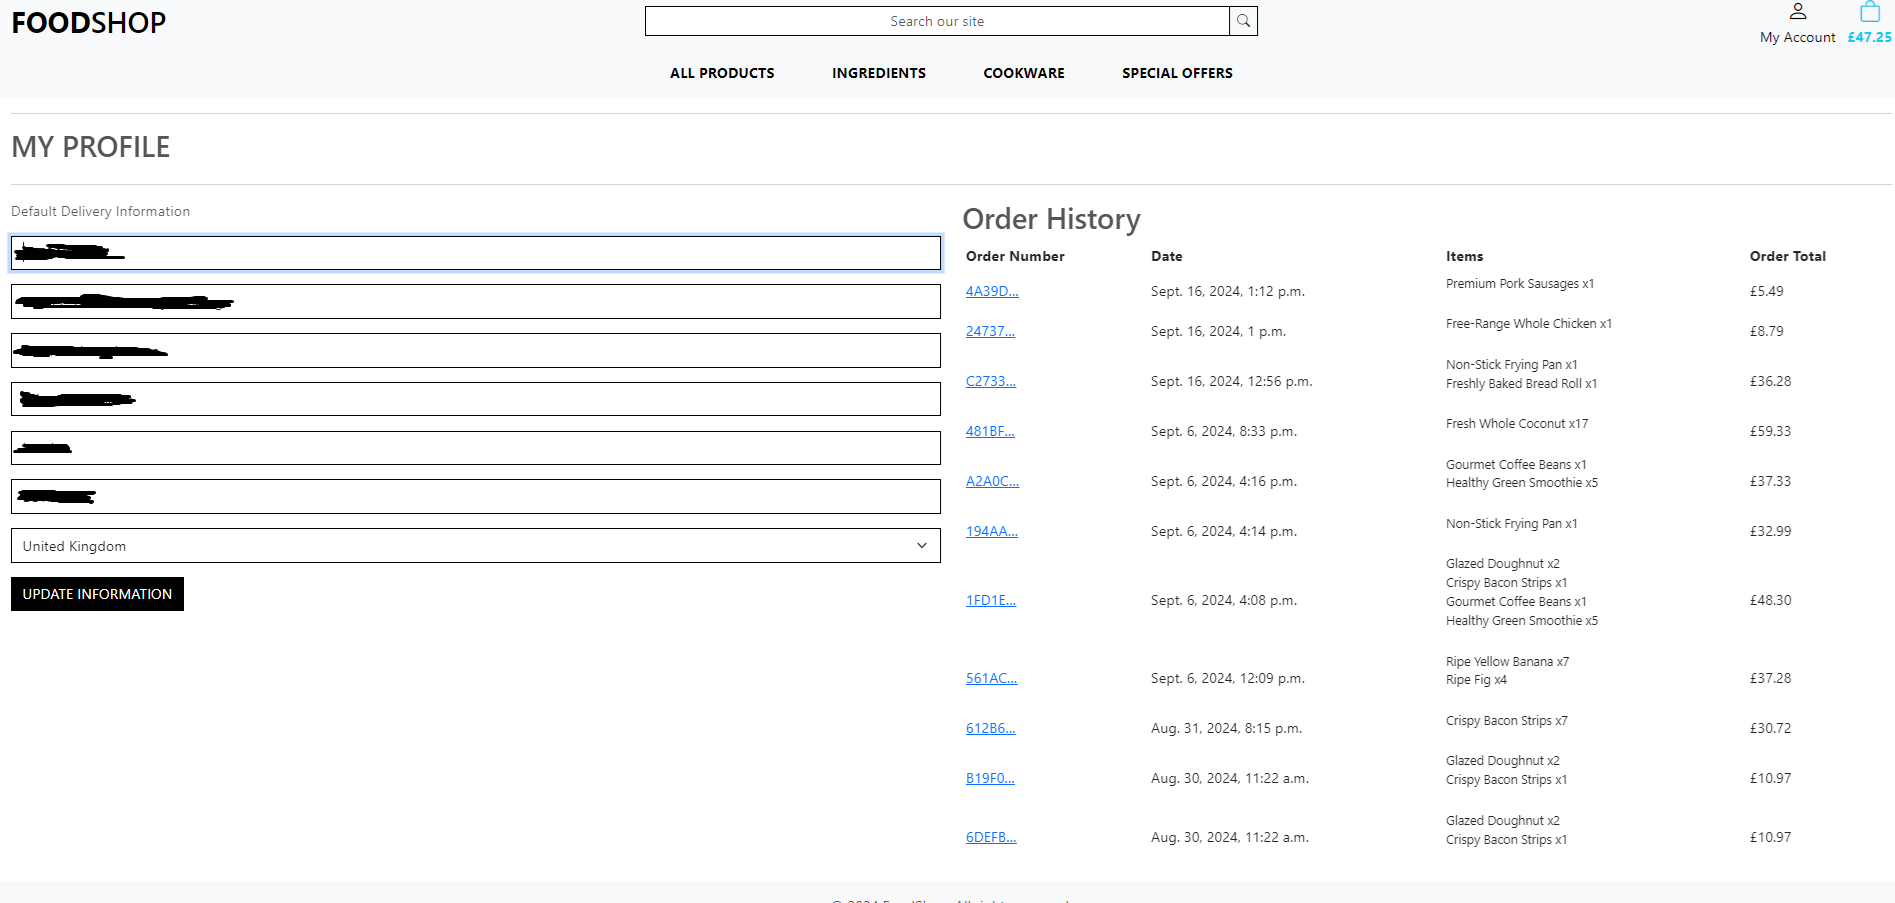 FOODSHOP
Search our site
My Account
£47.25
ALL PRODUCTS INGREDIENTS COOKWARE SPECIAL OFFERS
MY PROFILE
Default Delivery Information
United Kingdom
UPDATE INFORMATION
Order History
Order Number Date Items Order Total
4A39D... Sept. 16, 2024, 1:12 p.m. Premium Pork Sausages x1 £5.49
24737... Sept. 16, 2024, 1 p.m. Free-Range Whole Chicken x1 £8.79
Non-Stick Frying Pan x1
C2733... Sept. 16, 2024, 12:56 p.m. Freshly Baked Bread Roll x1 £36.28
481BF... Sept. 6, 2024, 8:33 p.m. Fresh Whole Coconut x17 £59.33
Gourmet Coffee Beans x1
A2A0C... Sept. 6, 2024, 4:16 p.m. Healthy Green Smoothie x5 £37.33
194AA... Sept. 6, 2024, 4:14 p.m. Non-Stick Frying Pan x1 £32.99
Glazed Doughnut x2
Crispy Bacon Strips x1
1FD1E... Sept. 6, 2024, 4:08 p.m. Gourmet Coffee Beans x1 £48.30
Healthy Green Smoothie x5
Ripe Yellow Banana x7
561AC... Sept. 6, 2024, 12:09 p.m. Ripe Fig x4 £37.28
612B6... Aug. 31, 2024, 8:15 p.m. Crispy Bacon Strips x7 £30.72
Glazed Doughnut x2
B19F0... Aug. 30, 2024, 11:22 a.m. Crispy Bacon Strips x1 £10.97
Glazed Doughnut x2
6DEFB... Aug. 30, 2024, 11:22 a.m. Crispy Bacon Strips x1 £10.97